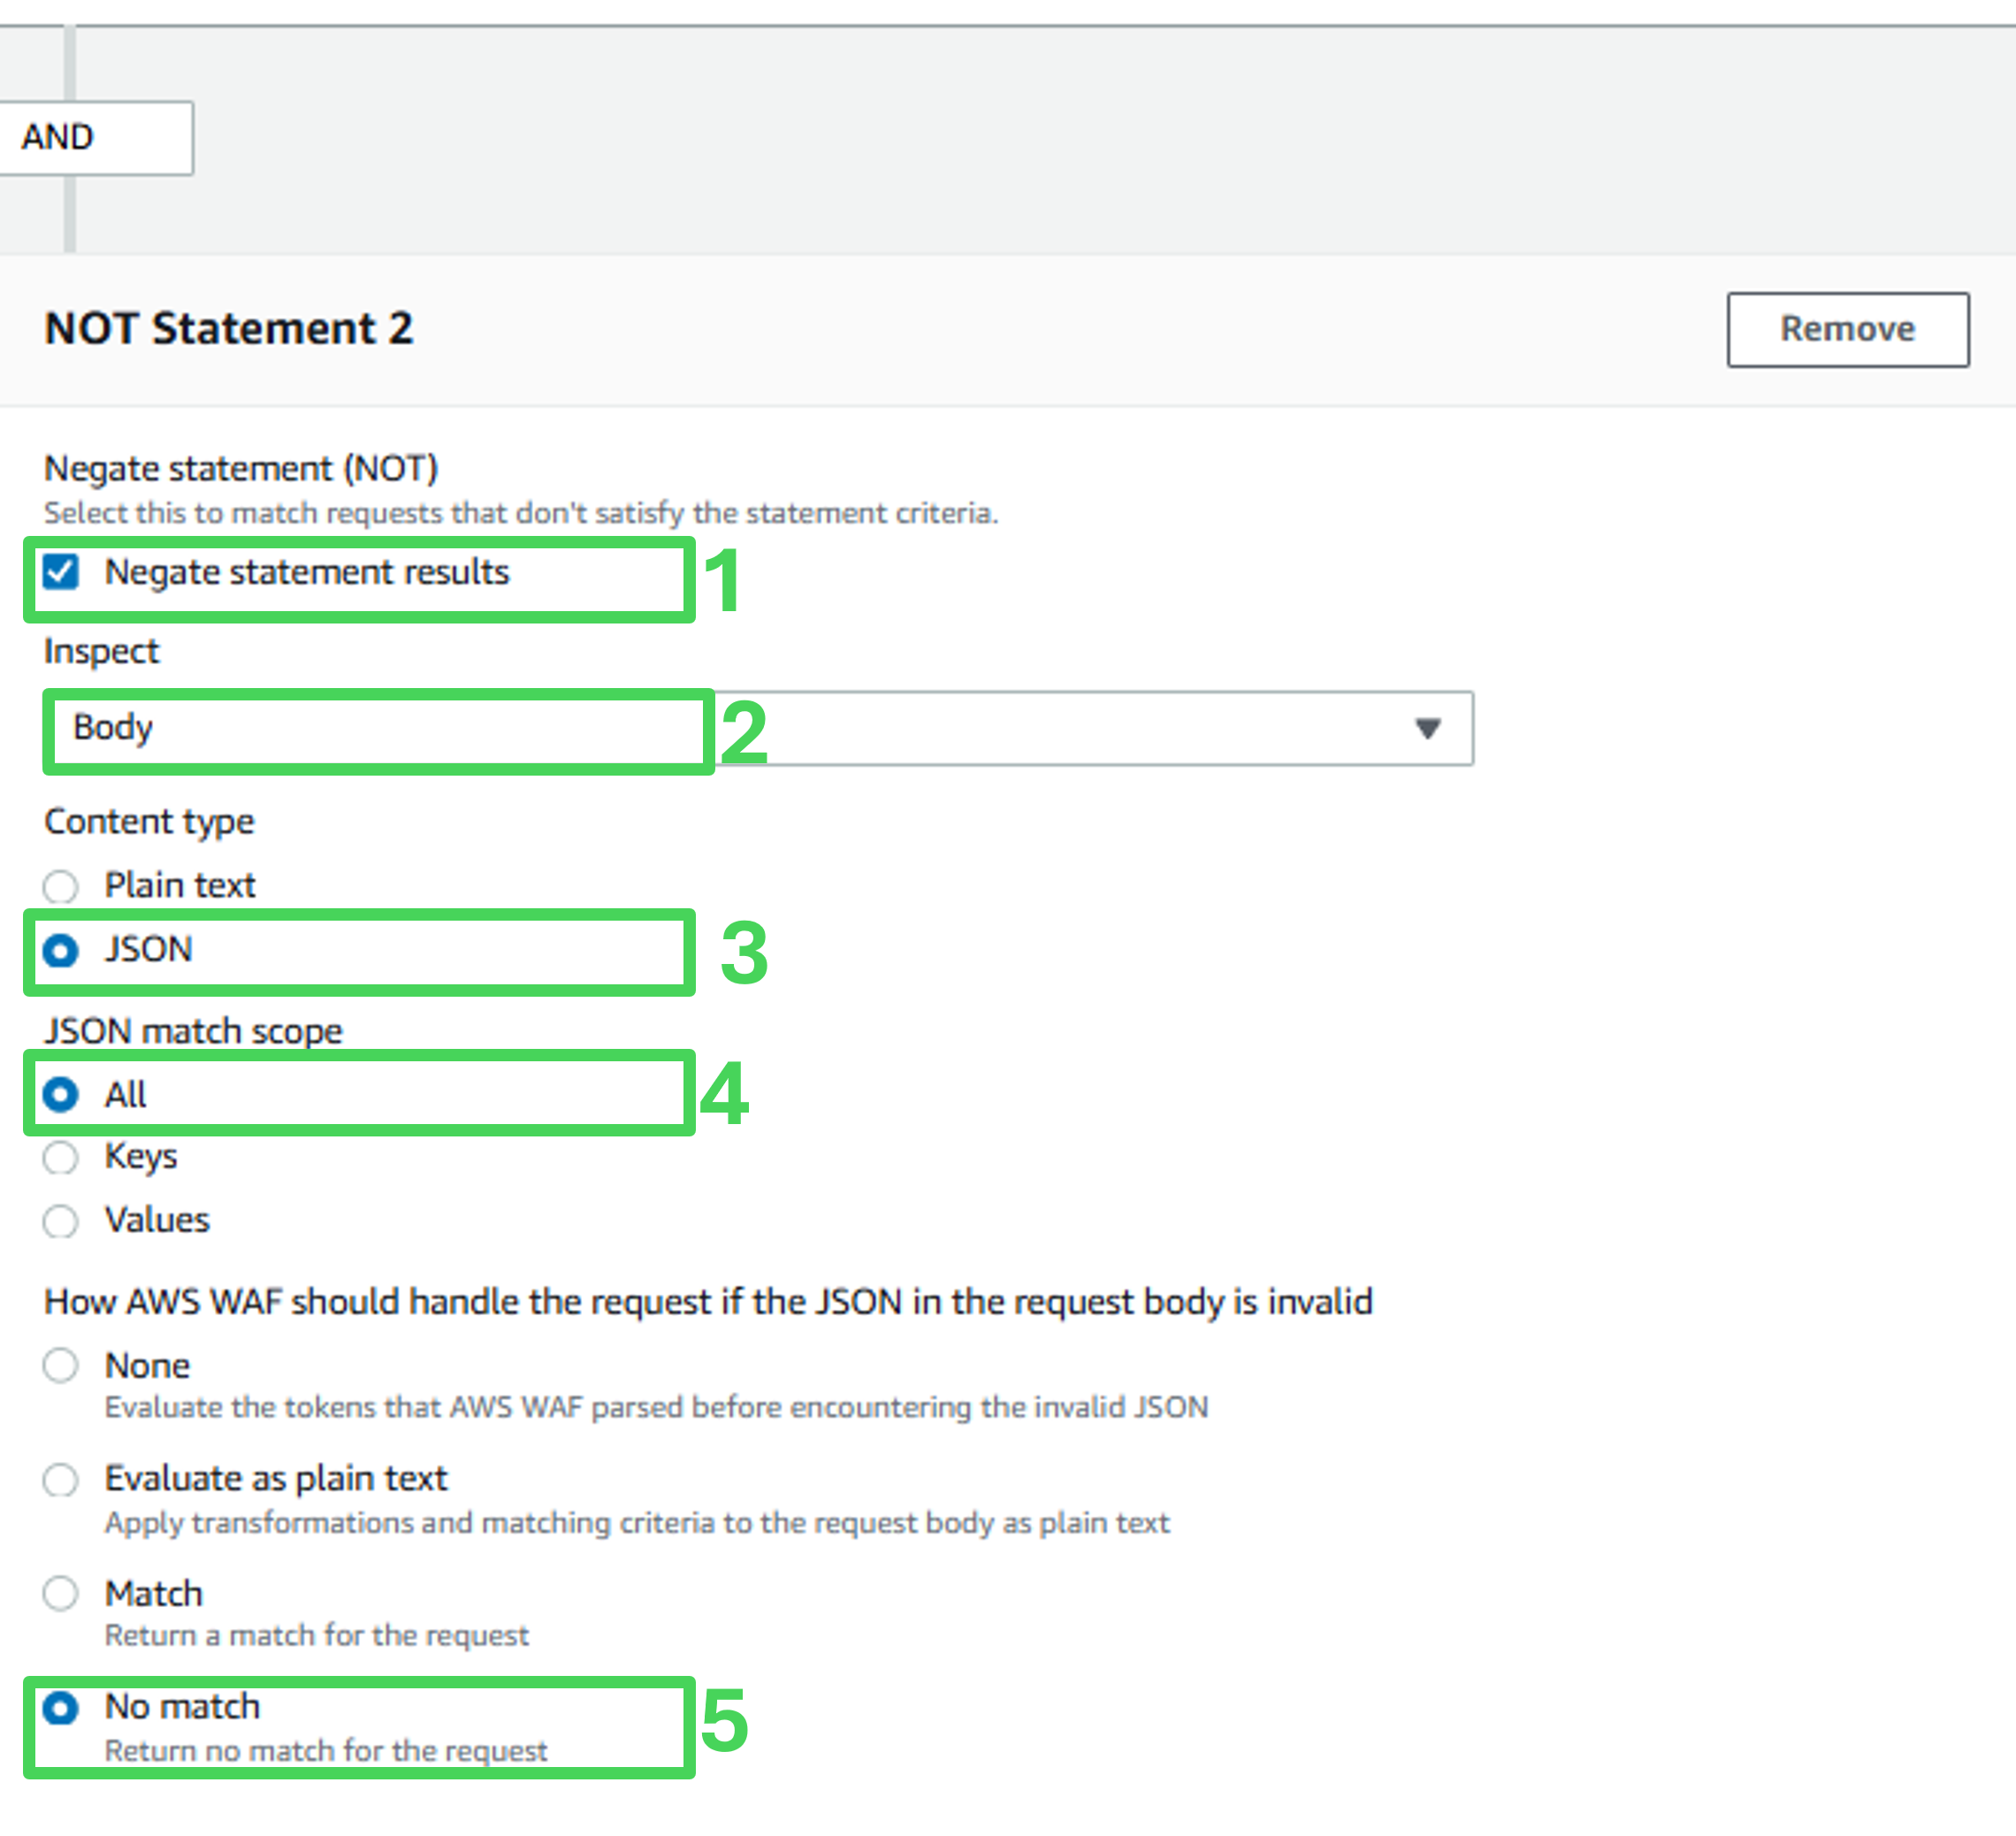 AND
NOT Statement 2
Remove
Negate statement (NOT)
Select this to match requests that don't satisfy the statement criteria.
Negate statement results
1
Inspect
Body
2
Content type
Plain text
JSON
3
JSON match scope
All
4
Keys
Values
How AWS WAF should handle the request if the JSON in the request body is invalid
None
Evaluate the tokens that AWS WAF parsed before encountering the invalid JSON
Evaluate as plain text
Apply transformations and matching criteria to the request body as plain text
Match
Return a match for the request
No match
5
Return no match for the request